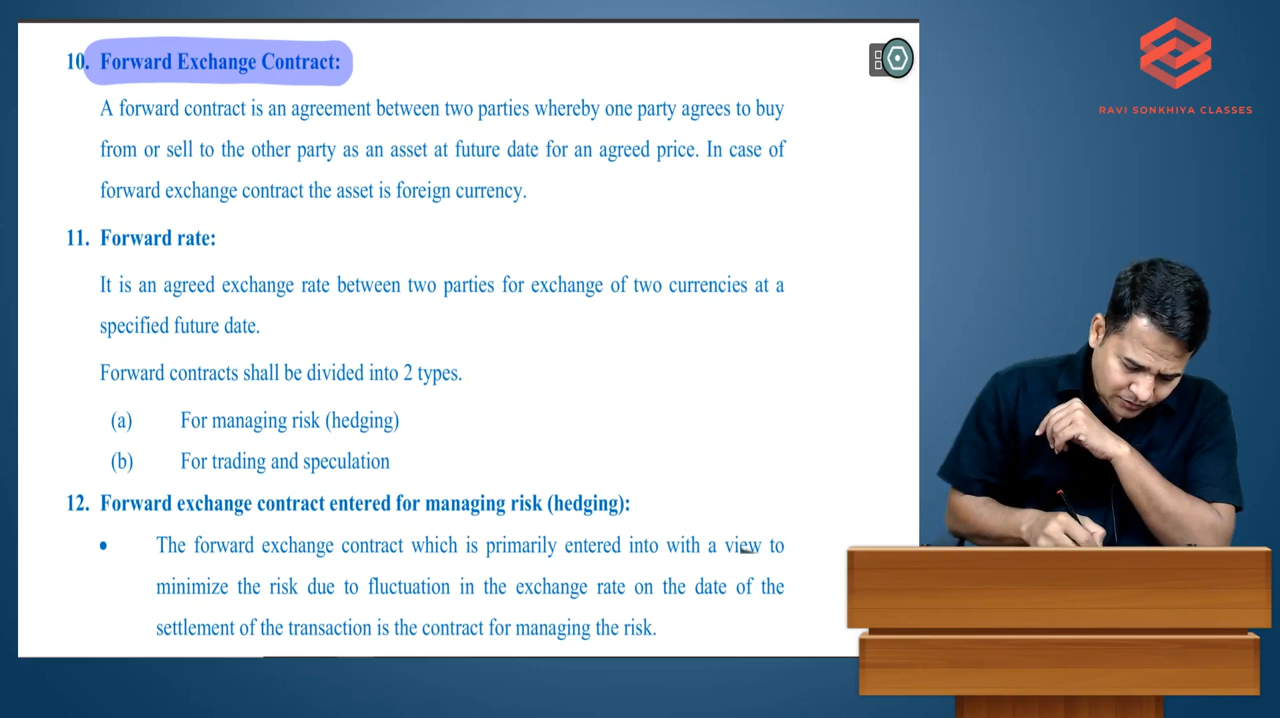 10. Forward Exchange Contract:
A forward contract is an agreement between two parties whereby one party agrees to buy
from or sell to the other party as an asset at future date for an agreed price. In case of
forward exchange contract the asset is foreign currency.
11. Forward rate:
It is an agreed exchange rate between two parties for exchange of two currencies at a
specified future date.
Forward contracts shall be divided into 2 types.
(a) For managing risk (hedging)
(b) For trading and speculation
12. Forward exchange contract entered for managing risk (hedging):
• The forward exchange contract which is primarily entered into with a view to
minimize the risk due to fluctuation in the exchange rate on the date of the
settlement of the transaction is the contract for managing the risk.
RAVI SONKHIYA CLASSES